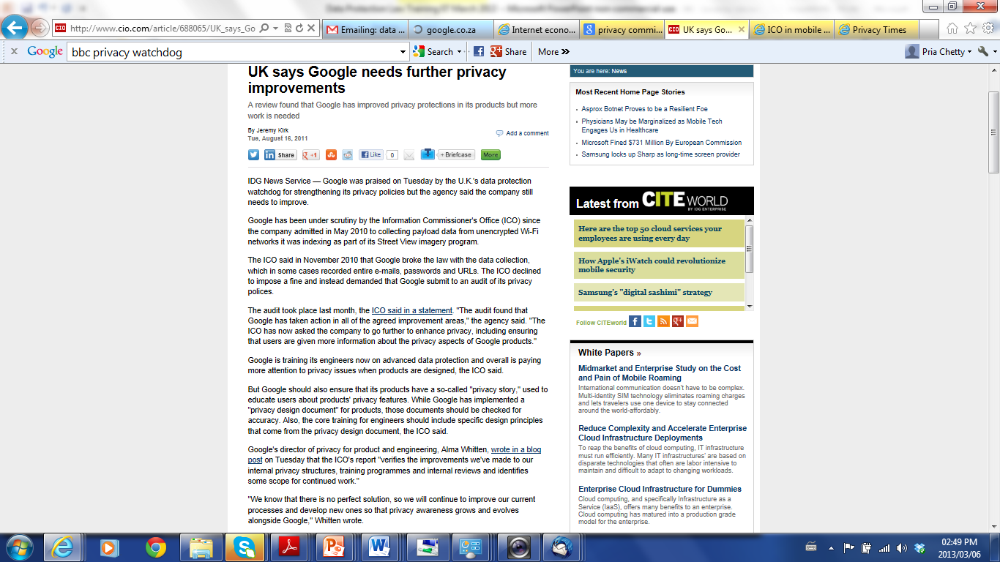 Data Protection Law Training IT March 2013 - Microsoft PowerPoint non-commercial use
http://www.cio.com/article/688065/UK_says_Go
Emailing: data ...
google.co.za
Internet econo...
privacy commi...
UK says Go...
ICO in mobile ...
Privacy Times
x Google bbc privacy watchdog Search Share More »
Pria Chetty
UK says Google needs further privacy
improvements
A review found that Google has improved privacy protections in its products but more
work is needed
By Jeremy Kirk
Tue, August 16, 2011
Add a comment
Share +1 Like 0 + Briefcase More
IDG News Service — Google was praised on Tuesday by the U.K.'s data protection
watchdog for strengthening its privacy policies but the agency said the company still
needs to improve.
Google has been under scrutiny by the Information Commissioner's Office (ICO) since
the company admitted in May 2010 to collecting payload data from unencrypted Wi-Fi
networks it was indexing as part of its Street View imagery program.
The ICO said in November 2010 that Google broke the law with the data collection,
which in some cases recorded entire e-mails, passwords and URLs. The ICO declined
to impose a fine and instead demanded that Google submit to an audit of its privacy
polices.
The audit took place last month, the ICO said in a statement. "The audit found that
Google has taken action in all of the agreed improvement areas," the agency said. "The
ICO has now asked the company to go further to enhance privacy, including ensuring
that users are given more information about the privacy aspects of Google products."
Google is training its engineers now on advanced data protection and overall is paying
more attention to privacy issues when products are designed, the ICO said.
But Google should also ensure that its products have a so-called "privacy story," used to
educate users about products' privacy features. While Google has implemented a
"privacy design document" for products, those documents should be checked for
accuracy. Also, the core training for engineers should include specific design principles
that come from the privacy design document, the ICO said.
Google's director of privacy for product and engineering, Alma Whitten, wrote in a blog
post on Tuesday that the ICO's report "verifies the improvements we've made to our
internal privacy structures, training programmes and internal reviews and identifies
some scope for continued work."
"We know that there is no perfect solution, so we will continue to improve our current
processes and develop new ones so that privacy awareness grows and evolves
alongside Google," Whitten wrote.
You are here: News
Most Recent Home Page Stories
Asprox Botnet Proves to be a Resilient Foe
Physicians May be Marginalized as Mobile Tech
Engages Us in Healthcare
Microsoft Fined $731 Million By European Commission
Samsung locks up Sharp as long-time screen provider
Latest from CITEWORLD
BY IDG ENTERPRISE
Here are the top 50 cloud services your
employees are using every day
How Apple's iWatch could revolutionize
mobile security
Samsung's "digital sashimi" strategy
Follow CITEworld
White Papers »
Midmarket and Enterprise Study on the Cost
and Pain of Mobile Roaming
International communication doesn't have to be complex.
Multi-identity SIM technology eliminates roaming charges
and lets travelers use one device to stay connected
around the world-affordably.
Reduce Complexity and Accelerate Enterprise
Cloud Infrastructure Deployments
To reap the benefits of cloud computing, IT infrastructure
must run efficiently. Many IT infrastructures' are based on
disparate technologies that often are labor intensive to
maintain and difficult to adapt to changing workloads.
Enterprise Cloud Infrastructure for Dummies
Cloud computing, and specifically Infrastructure as a
Service (IaaS), offers many benefits to an enterprise.
Cloud computing has matured into a production grade
model for the enterprise.
02:49 PM
2013/03/06